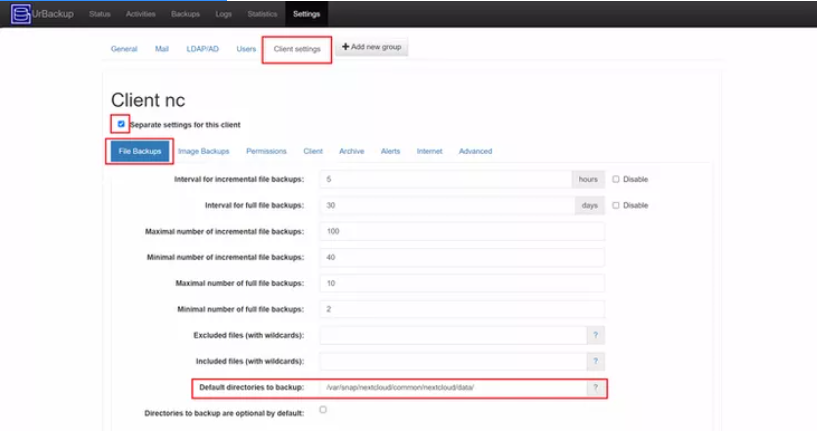 UrBackup Status Activities Backups Logs Statistics Settings
General Mail LDAP/AD Users Client settings + Add new group
Client nc
Separate settings for this client
File Backups Image Backups Permissions Client Archive Alerts Internet Advanced
Interval for incremental file backups: 5 hours Disable
Interval for full file backups: 30 days Disable
Maximal number of incremental file backups: 100
Minimal number of incremental file backups: 40
Maximal number of full file backups: 10
Minimal number of full file backups: 2
Excluded files (with wildcards): ?
Included files (with wildcards): ?
Default directories to backup: /var/snap/nextcloud/common/nextcloud/data/ ?
Directories to backup are optional by default: